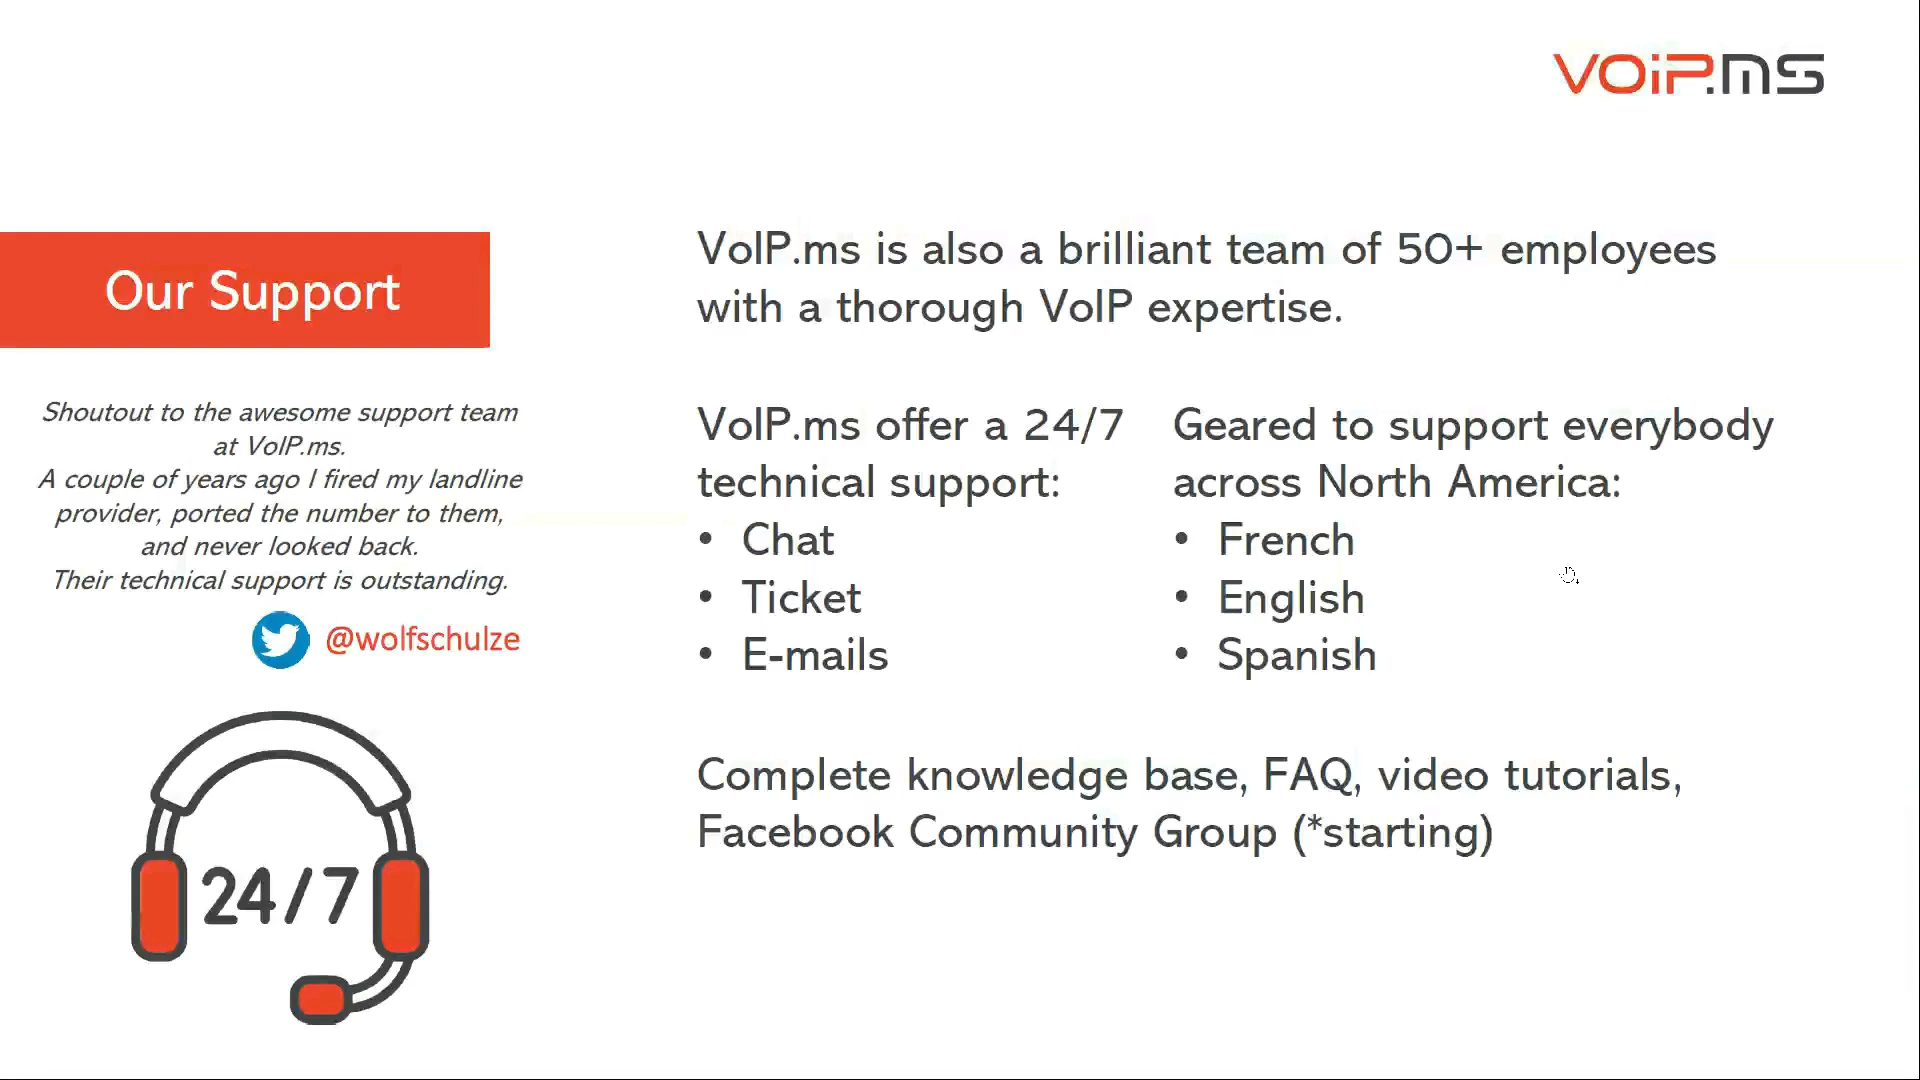 VOiP.MS
Our Support
Shoutout to the awesome support team
at VoIP.ms.
A couple of years ago I fired my landline
provider, ported the number to them,
and never looked back.
Their technical support is outstanding.
@wolfschulze
24/7
VoIP.ms is also a brilliant team of 50+ employees
with a thorough VoIP expertise.
VoIP.ms offer a 24/7
technical support:
• Chat
• Ticket
• E-mails
Geared to support everybody
across North America:
• French
• English
• Spanish
Complete knowledge base, FAQ, video tutorials,
Facebook Community Group (*starting)